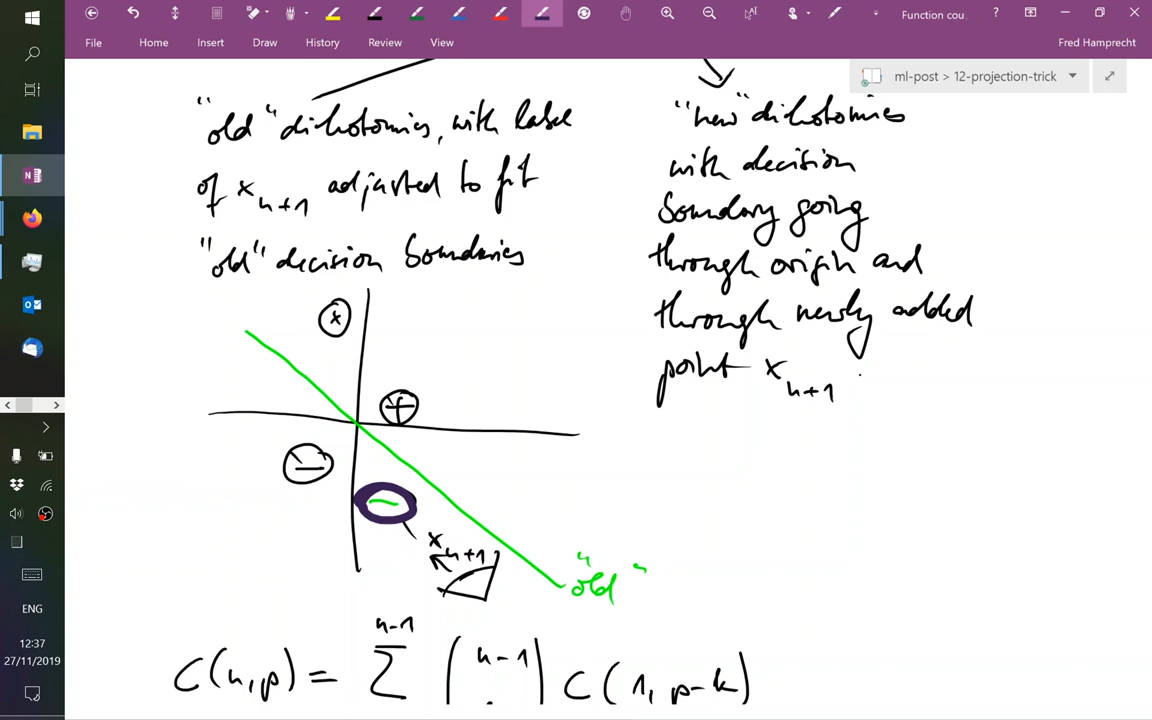 Function cou...
Fred Hamprecht
File Home Insert Draw History Review View
ml-post > 12-projection-trick
"old" dichotomies, with label
of x_{n+1} adjusted to fit
"old" decision boundaries
"new" dichotomies
with decision
boundary going
through origin and
through newly added
point x_{n+1}
x
+
−
−
x_{n+1}
"old"
C(n,p) = ∑^{n-1} (n-1) C(1, p-k)
ENG
12:37
27/11/2019